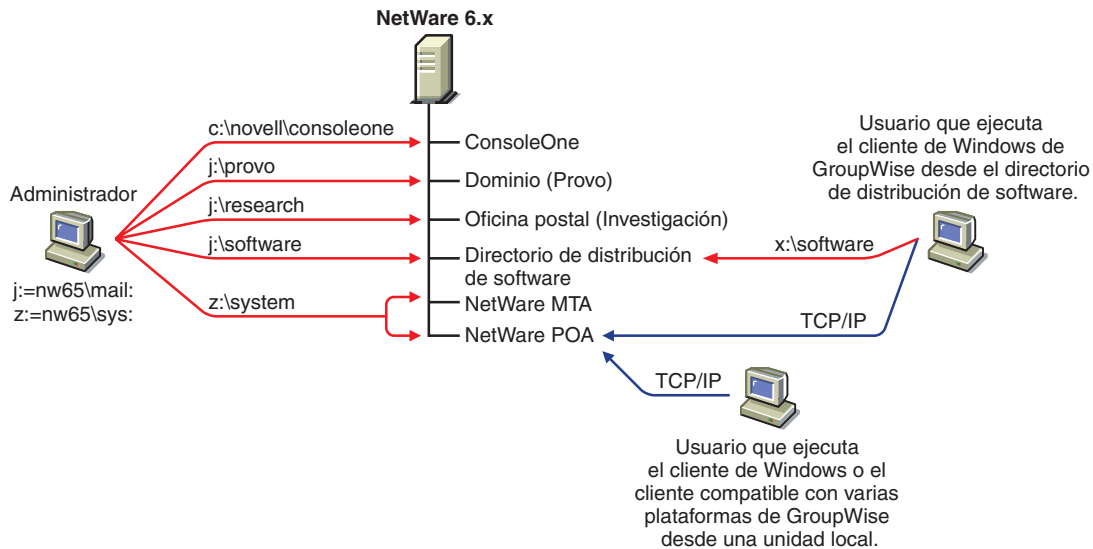 NetWare 6.x
c:\novell\consoleone
ConsoleOne
j:\provo
Dominio (Provo)
Administrador
j:\research
Oficina postal (Investigación)
j:\software
Directorio de distribución
de software
j:=nw65\mail:
z:=nw65\sys:
z:\system
NetWare MTA
NetWare POA
Usuario que ejecuta
el cliente de Windows de
GroupWise desde el directorio
de distribución de software.
x:\software
TCP/IP
TCP/IP
Usuario que ejecuta
el cliente de Windows o el
cliente compatible con varias
plataformas de GroupWise
desde una unidad local.